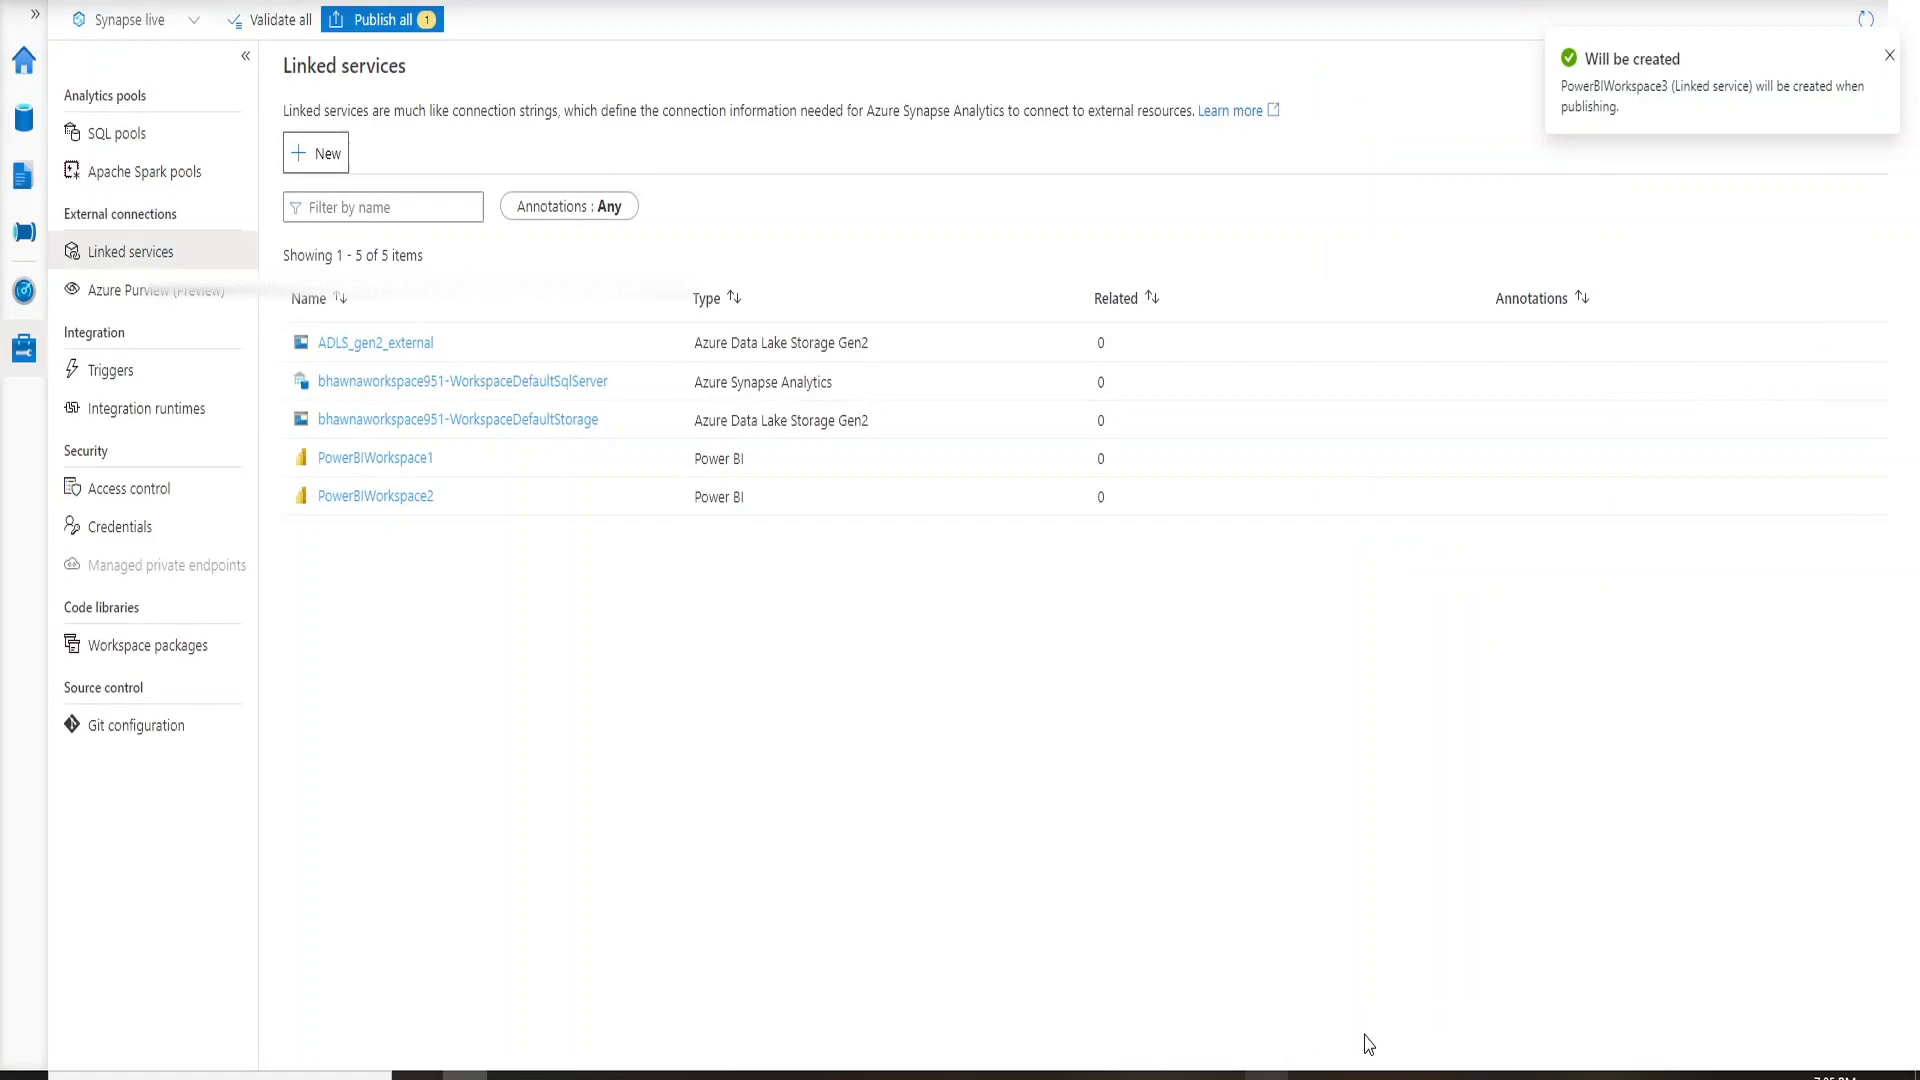 Synapse live
Validate all
Publish all 1
Will be created
PowerBIWorkspace3 (Linked service) will be created when
publishing.
Analytics pools
SQL pools
Apache Spark pools
External connections
Linked services
Azure Purview (Preview)
Integration
Triggers
Integration runtimes
Security
Access control
Credentials
Managed private endpoints
Code libraries
Workspace packages
Source control
Git configuration
Linked services
Linked services are much like connection strings, which define the connection information needed for Azure Synapse Analytics to connect to external resources. Learn more
New
Filter by name
Annotations : Any
Showing 1 - 5 of 5 items
Name Type Related Annotations
ADLS_gen2_external Azure Data Lake Storage Gen2 0
bhawnaworkspace951-WorkspaceDefaultSqlServer Azure Synapse Analytics 0
bhawnaworkspace951-WorkspaceDefaultStorage Azure Data Lake Storage Gen2 0
PowerBIWorkspace1 Power BI 0
PowerBIWorkspace2 Power BI 0